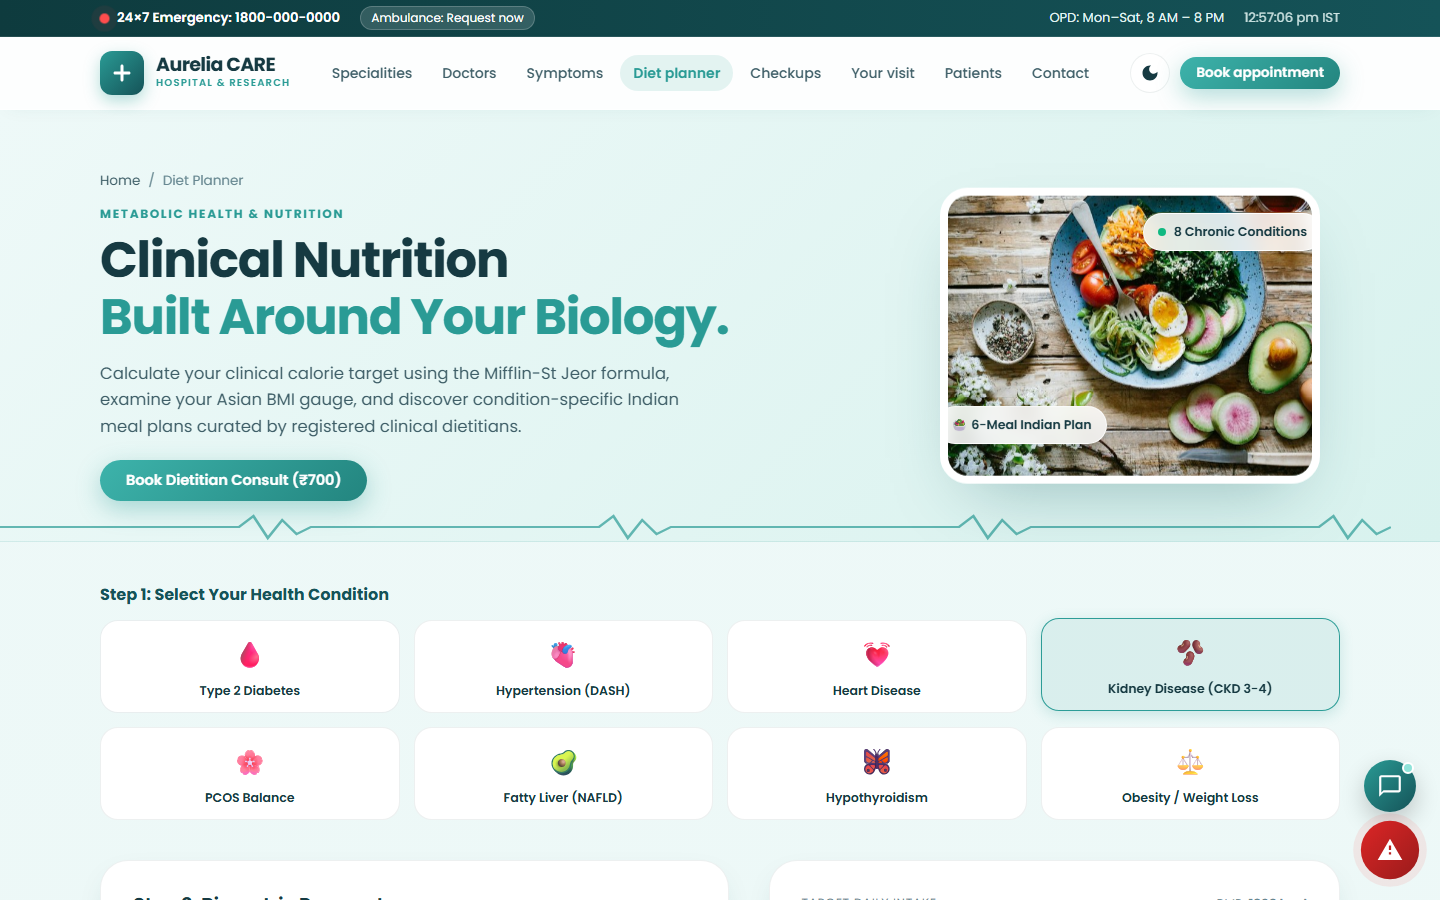 24×7 Emergency: 1800-000-0000
Ambulance: Request now
OPD: Mon–Sat, 8 AM – 8 PM
12:57:06 pm IST
Aurelia CARE
HOSPITAL & RESEARCH
Specialities
Doctors
Symptoms
Diet planner
Checkups
Your visit
Patients
Contact
Book appointment
Home / Diet Planner
METABOLIC HEALTH & NUTRITION
Clinical Nutrition
Built Around Your Biology.
Calculate your clinical calorie target using the Mifflin-St Jeor formula,
examine your Asian BMI gauge, and discover condition-specific Indian
meal plans curated by registered clinical dietitians.
Book Dietitian Consult (₹700)
8 Chronic Conditions
6-Meal Indian Plan
Step 1: Select Your Health Condition
Type 2 Diabetes
Hypertension (DASH)
Heart Disease
Kidney Disease (CKD 3-4)
PCOS Balance
Fatty Liver (NAFLD)
Hypothyroidism
Obesity / Weight Loss